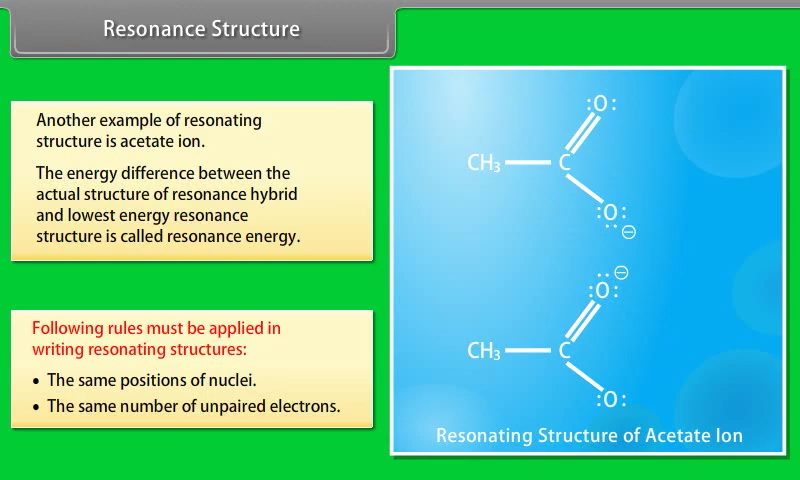 Resonance Structure
Another example of resonating
structure is acetate ion.
The energy difference between the
actual structure of resonance hybrid
and lowest energy resonance
structure is called resonance energy.
Following rules must be applied in
writing resonating structures:
• The same positions of nuclei.
• The same number of unpaired electrons.
:O:
CH₃ C
:O:
⊖
⊖
:O:
CH₃ C
:O:
Resonating Structure of Acetate Ion